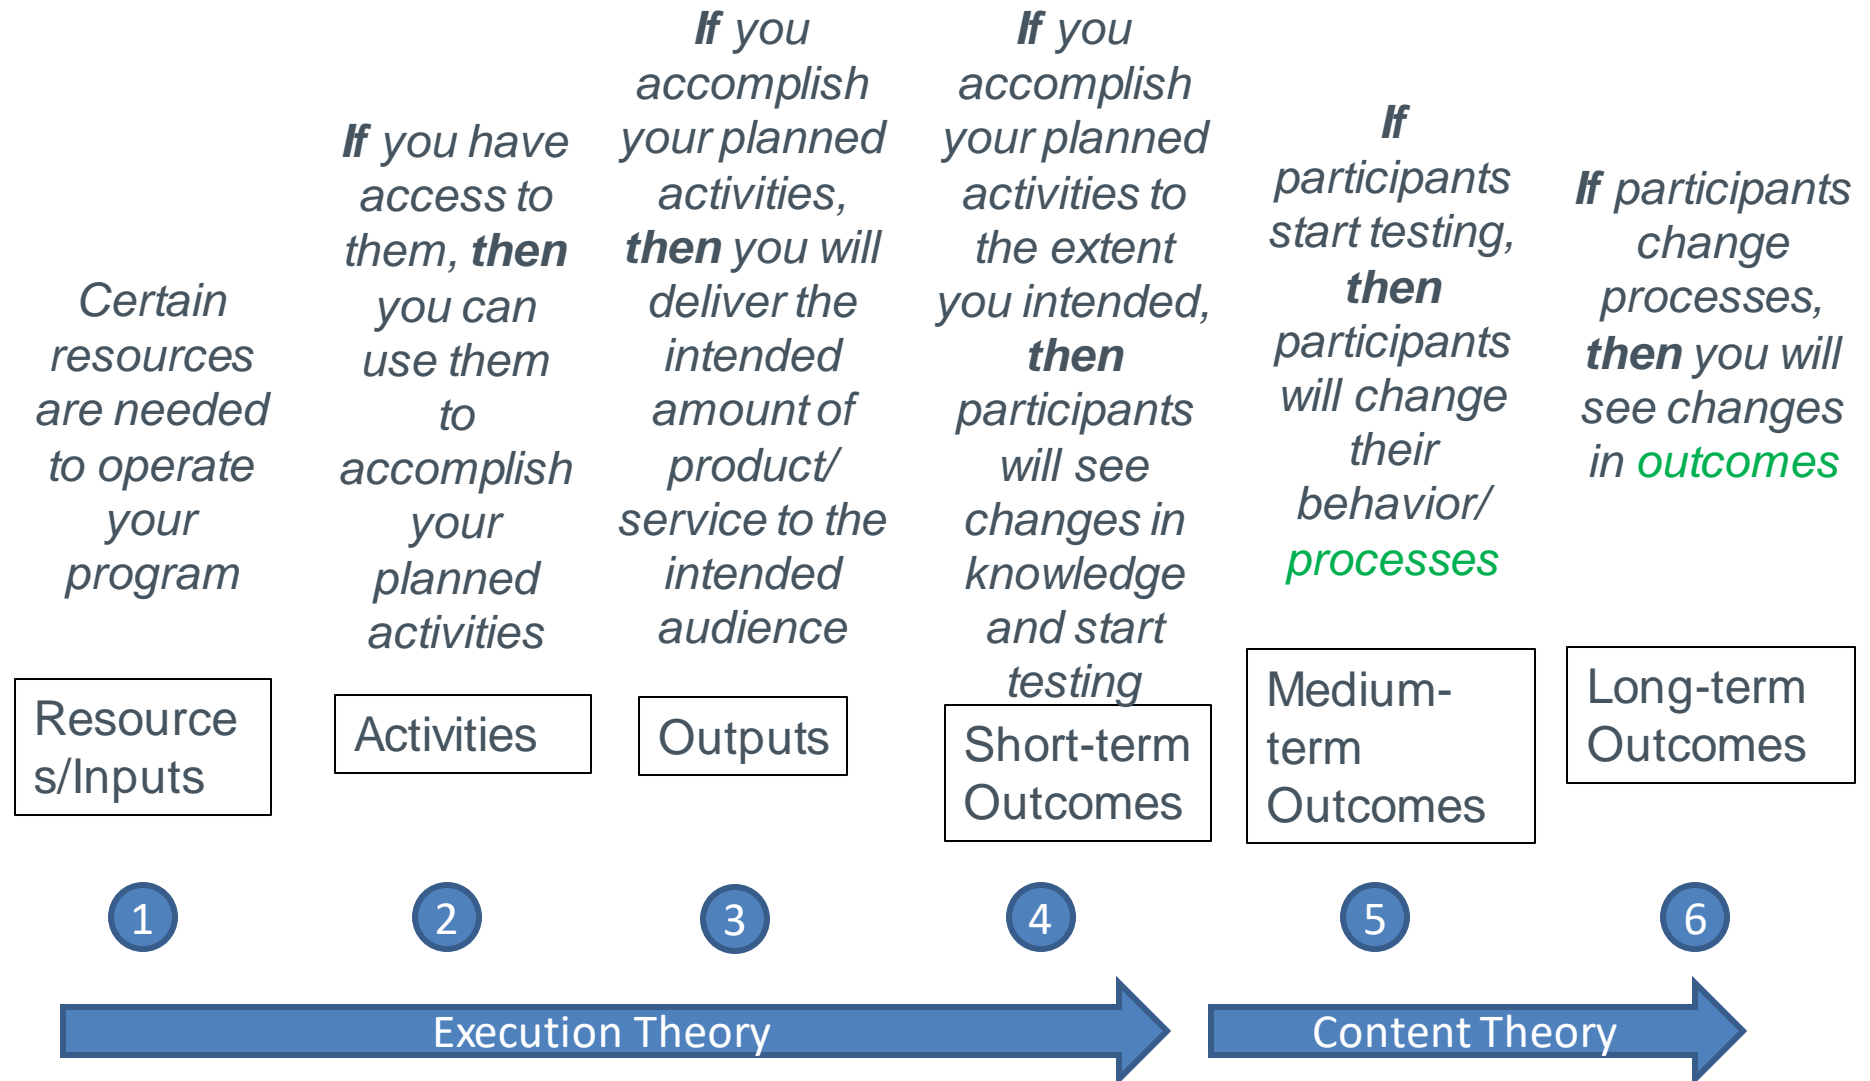 Certain
resources
are needed
to operate
your
program
If you have
access to
them, then
you can
use them
to
accomplish
your
planned
activities
If you
accomplish
your planned
activities,
then you will
deliver the
intended
amount of
product/
service to the
intended
audience
If you
accomplish
your planned
activities to
the extent
you intended,
then
participants
will see
changes in
knowledge
and start
testing
If
participants
start testing,
then
participants
will change
their
behavior/
processes
If participants
change
processes,
then you will
see changes
in outcomes
Resource
s/Inputs
Activities
Outputs
Short-term
Outcomes
Medium-
term
Outcomes
Long-term
Outcomes
1
2
3
4
5
6
Execution Theory
Content Theory